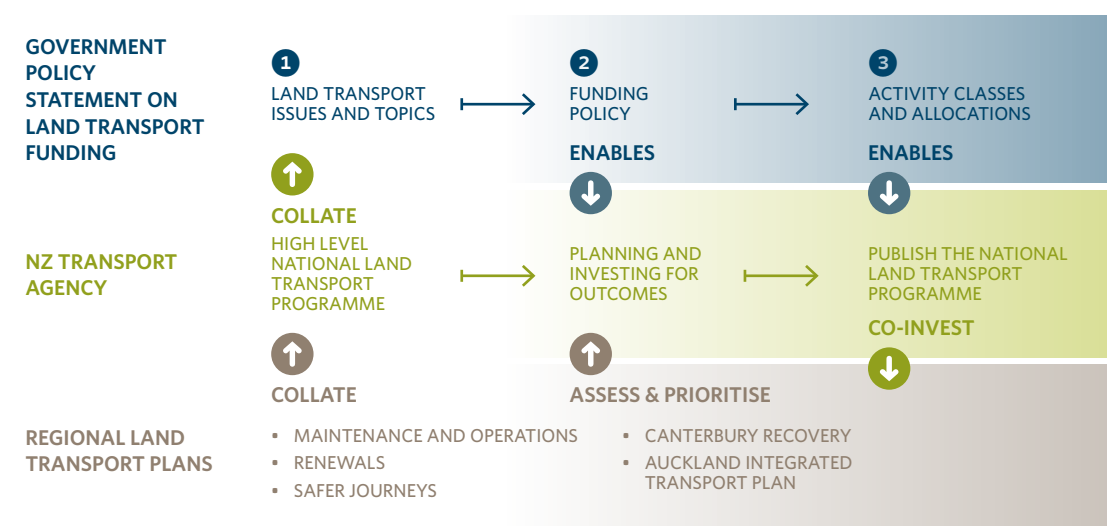 GOVERNMENT
POLICY
STATEMENT ON
LAND TRANSPORT
FUNDING
1
LAND TRANSPORT
ISSUES AND TOPICS
2
FUNDING
POLICY
ENABLES
3
ACTIVITY CLASSES
AND ALLOCATIONS
ENABLES
NZ TRANSPORT
AGENCY
COLLATE
HIGH LEVEL
NATIONAL LAND
TRANSPORT
PROGRAMME
PLANNING AND
INVESTING FOR
OUTCOMES
PUBLISH THE NATIONAL
LAND TRANSPORT
PROGRAMME
CO-INVEST
REGIONAL LAND
TRANSPORT PLANS
COLLATE
▪ MAINTENANCE AND OPERATIONS
▪ RENEWALS
▪ SAFER JOURNEYS
ASSESS & PRIORITISE
▪ CANTERBURY RECOVERY
▪ AUCKLAND INTEGRATED
TRANSPORT PLAN